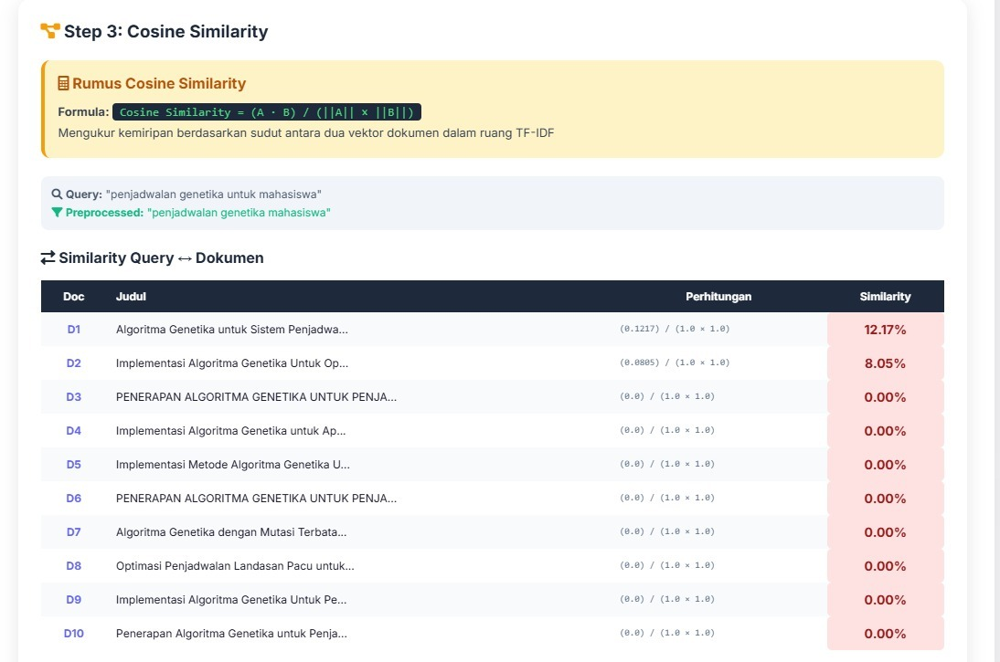 Step 3: Cosine Similarity
Rumus Cosine Similarity
Formula: Cosine Similarity = (A · B) / (||A|| × ||B||)
Mengukur kemiripan berdasarkan sudut antara dua vektor dokumen dalam ruang TF-IDF
Query: "penjadwalan genetika untuk mahasiswa"
Preprocessed: "penjadwalan genetika mahasiswa"
Similarity Query ↔ Dokumen
Doc Judul Perhitungan Similarity
D1 Algoritma Genetika untuk Sistem Penjadwa... (0.1217) / (1.0 × 1.0) 12.17%
D2 Implementasi Algoritma Genetika Untuk Op... (0.0805) / (1.0 × 1.0) 8.05%
D3 PENERAPAN ALGORITMA GENETIKA UNTUK PENJA... (0.0) / (1.0 × 1.0) 0.00%
D4 Implementasi Algoritma Genetika untuk Ap... (0.0) / (1.0 × 1.0) 0.00%
D5 Implementasi Metode Algoritma Genetika U... (0.0) / (1.0 × 1.0) 0.00%
D6 PENERAPAN ALGORITMA GENETIKA UNTUK PENJA... (0.0) / (1.0 × 1.0) 0.00%
D7 Algoritma Genetika dengan Mutasi Terbata... (0.0) / (1.0 × 1.0) 0.00%
D8 Optimasi Penjadwalan Landasan Pacu untuk... (0.0) / (1.0 × 1.0) 0.00%
D9 Implementasi Algoritma Genetika Untuk Pe... (0.0) / (1.0 × 1.0) 0.00%
D10 Penerapan Algoritma Genetika untuk Penja... (0.0) / (1.0 × 1.0) 0.00%